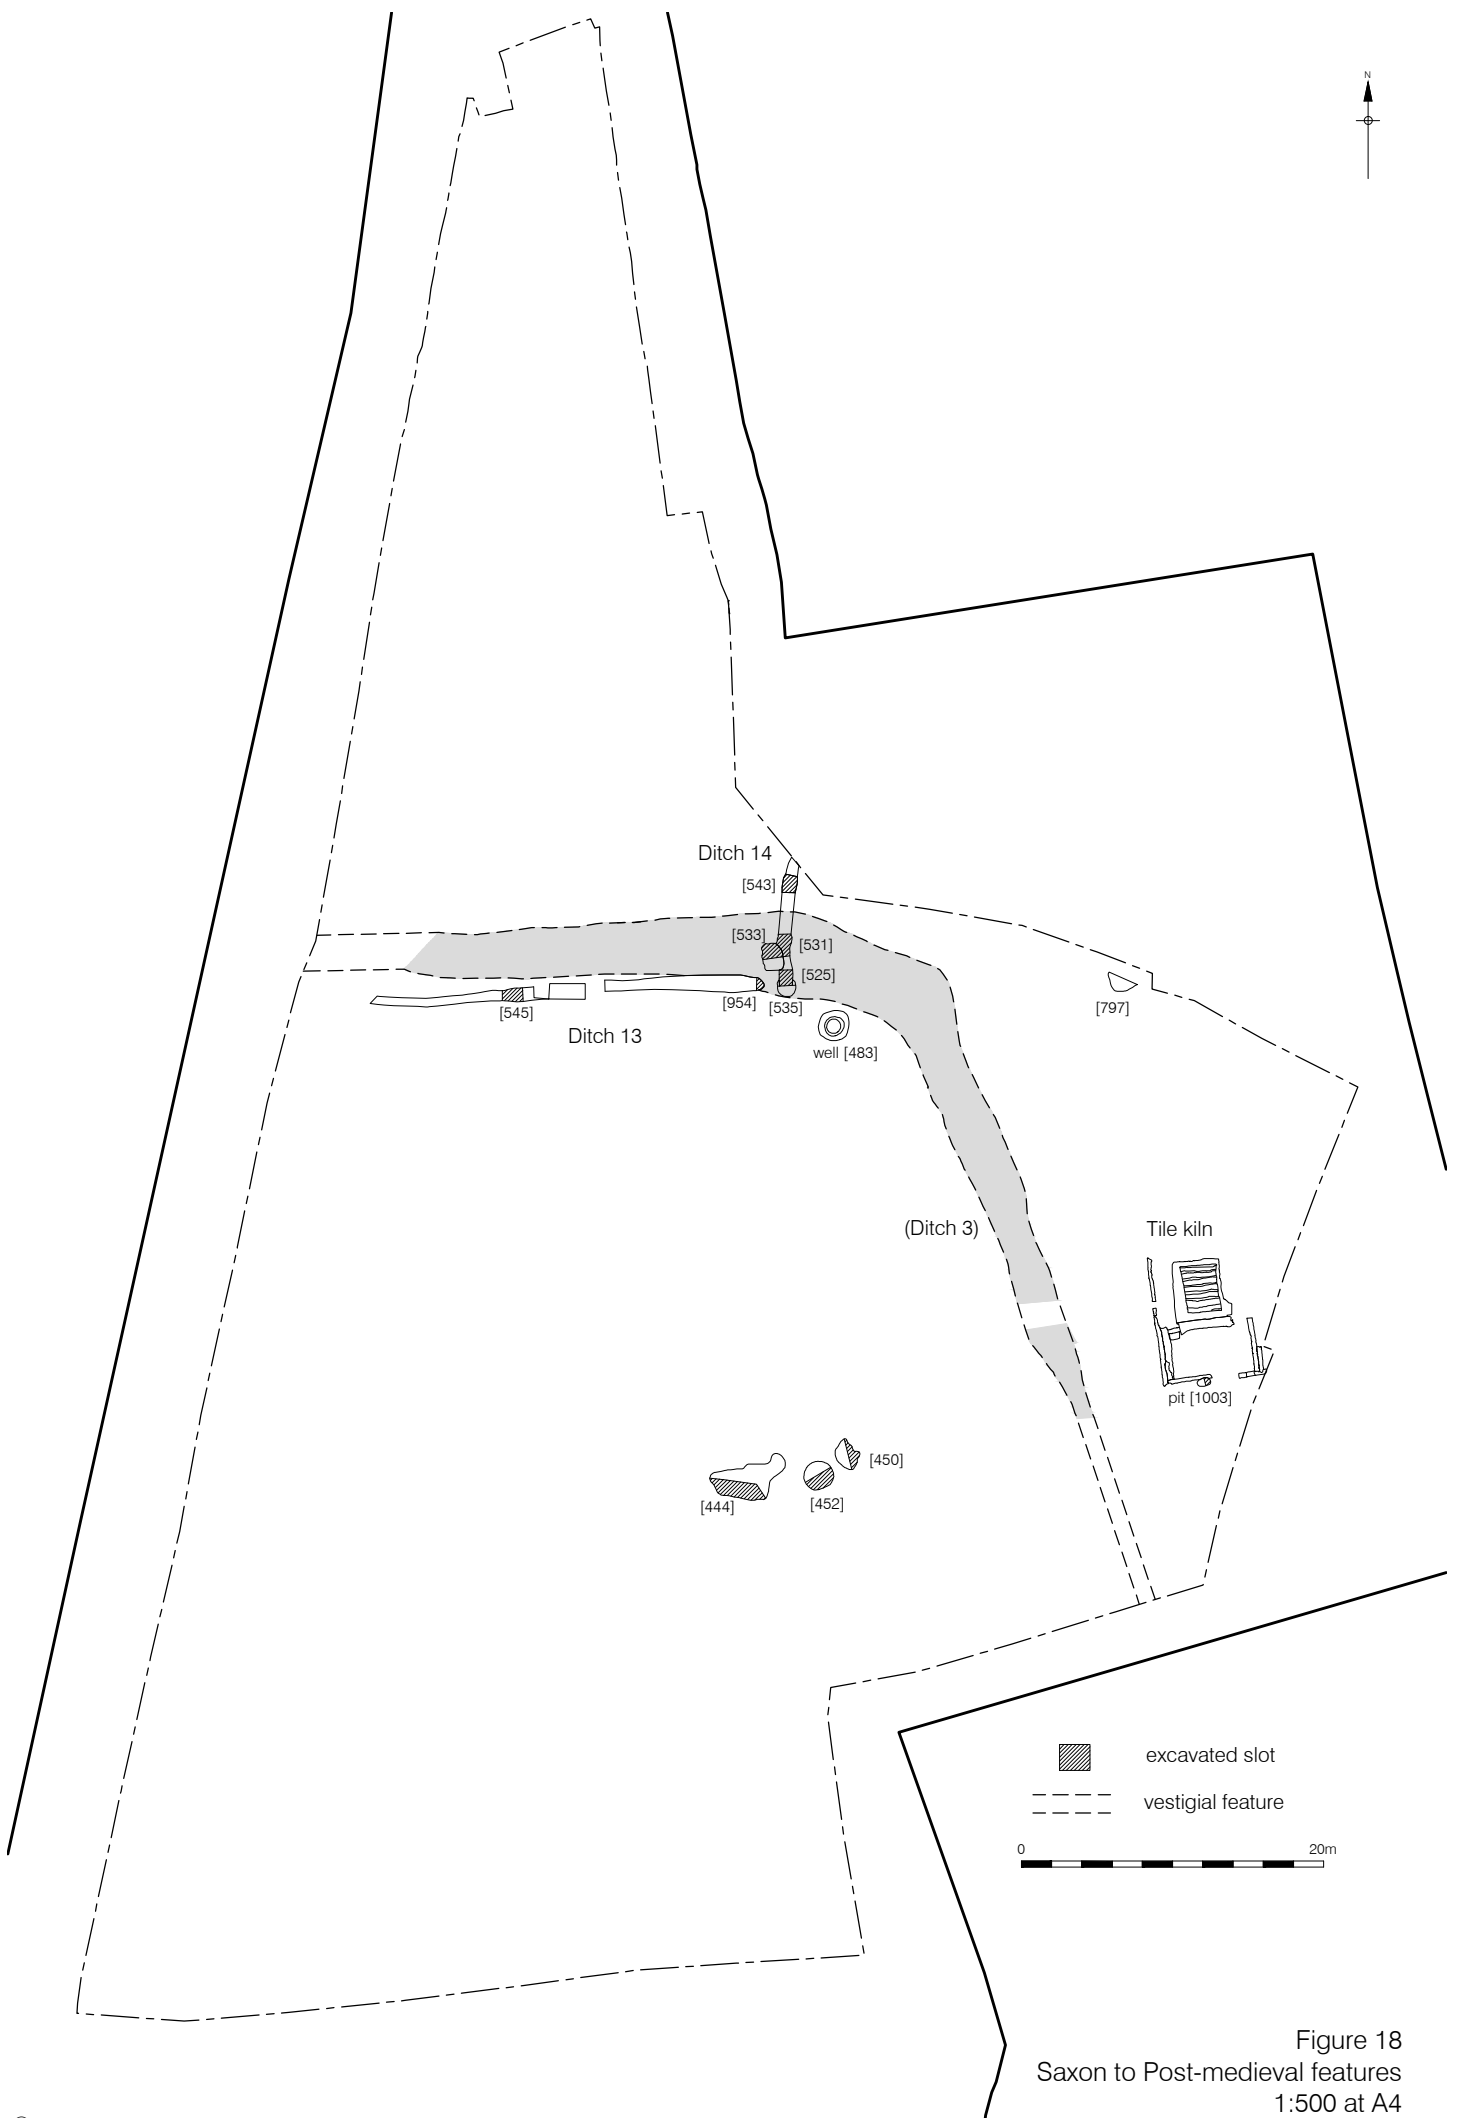 N
Ditch 14
[543]
[533]
[531]
[525]
[954]
[535]
[545]
Ditch 13
well [483]
[797]
(Ditch 3)
Tile kiln
pit [1003]
[450]
[444]
[452]
excavated slot
vestigial feature
0
20m
Figure 18
Saxon to Post-medieval features
1:500 at A4